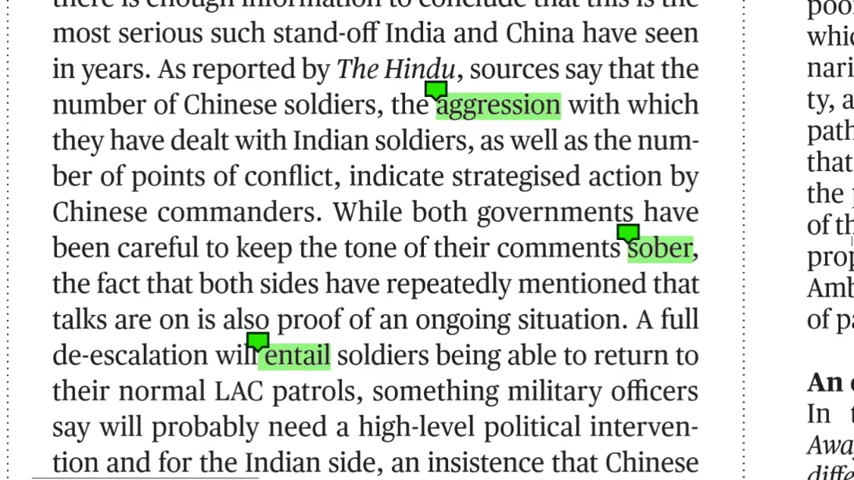 there is enough information to conclude that this is the
most serious such stand-off India and China have seen
in years. As reported by The Hindu, sources say that the
number of Chinese soldiers, the aggression with which
they have dealt with Indian soldiers, as well as the num-
ber of points of conflict, indicate strategised action by
Chinese commanders. While both governments have
been careful to keep the tone of their comments sober,
the fact that both sides have repeatedly mentioned that
talks are on is also proof of an ongoing situation. A full
de-escalation will entail soldiers being able to return to
their normal LAC patrols, something military officers
say will probably need a high-level political interven-
tion and for the Indian side, an insistence that Chinese
whic
nari
ty, a
path
that
the
of th
prop
Amb
of pa
An
In t
Awa
diffe